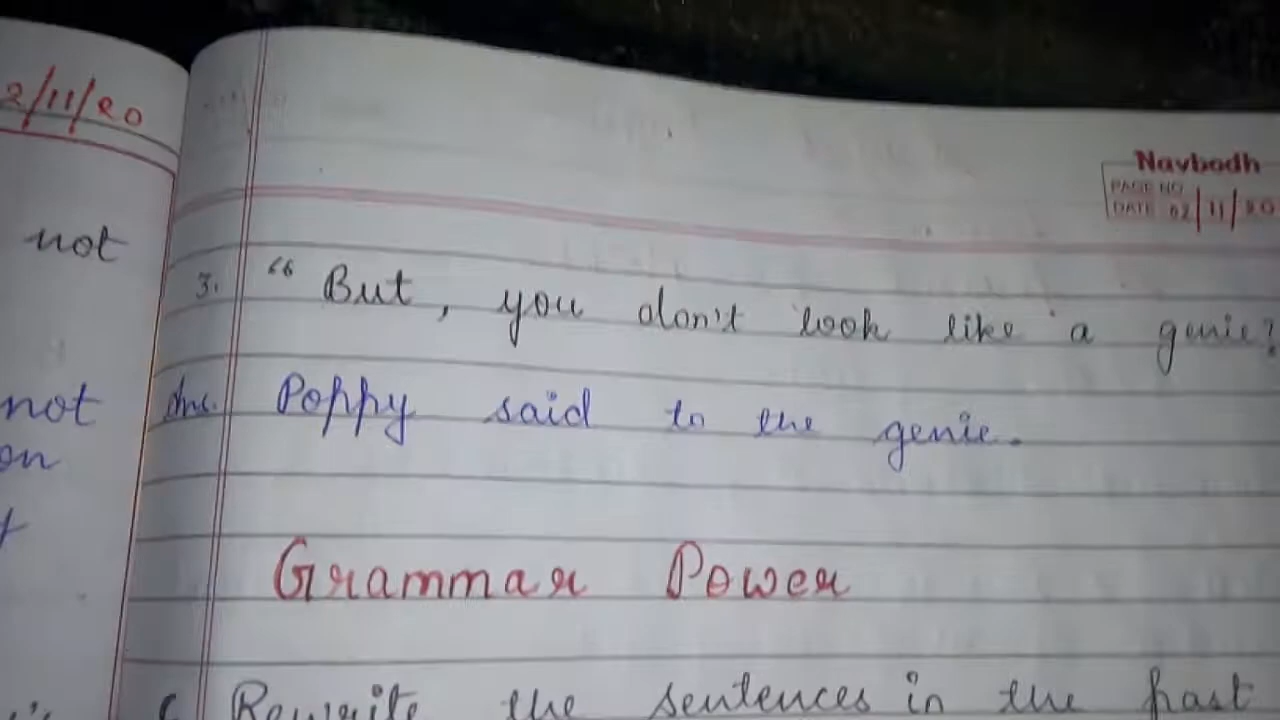 2/11/20
not
not
on
Navbodh
PAGE NO.
DATE 02/11/20
3. "But, you don't look like a genie?
Ans. Poppy said to the genie.
Grammar Power
C Rewrite the sentences in the past